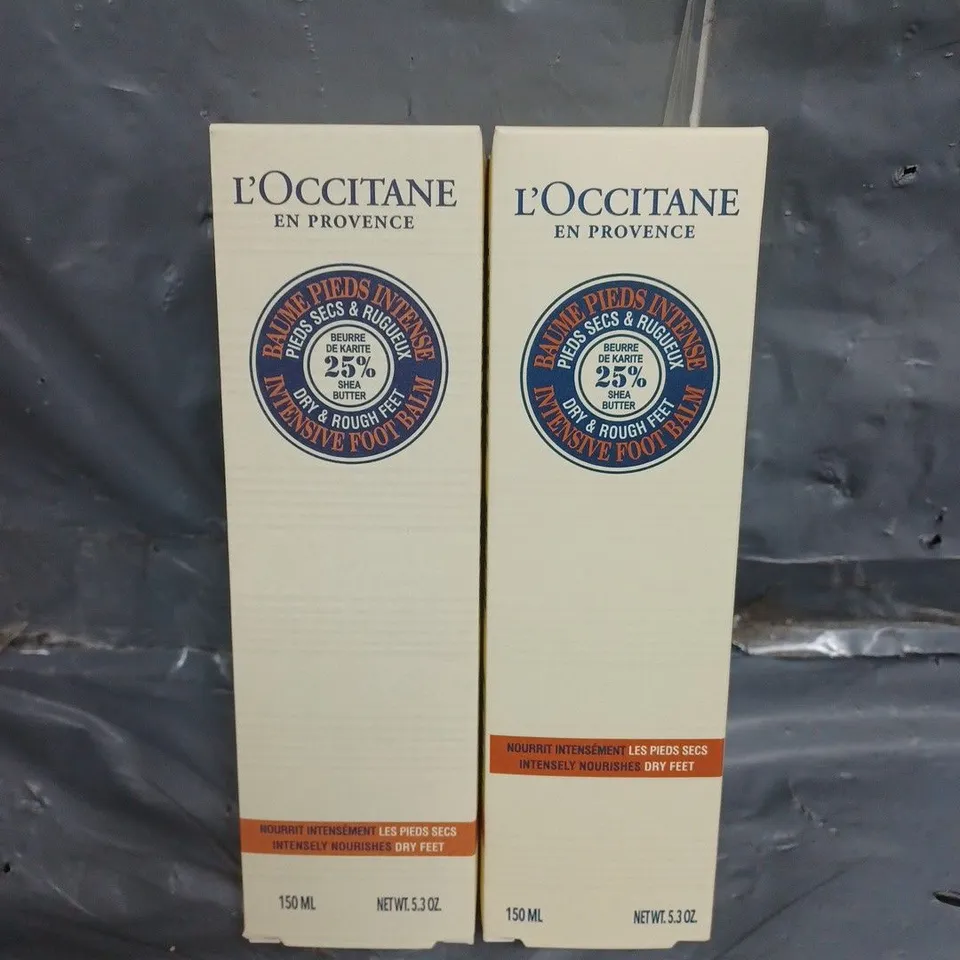 L'OCCITANE
EN PROVENCE
BAUME PIEDS INTENSE
PIEDS SECS & RUGUEUX
BEURRE
DE KARITE
25%
SHEA
BUTTER
DRY & ROUGH FEET
INTENSIVE FOOT BALM
NOURRIT INTENSÉMENT LES PIEDS SECS
INTENSELY NOURISHES DRY FEET
150 ML NET WT. 5.3 OZ.
L'OCCITANE
EN PROVENCE
BAUME PIEDS INTENSE
PIEDS SECS & RUGUEUX
BEURRE
DE KARITE
25%
SHEA
BUTTER
DRY & ROUGH FEET
INTENSIVE FOOT BALM
NOURRIT INTENSÉMENT LES PIEDS SECS
INTENSELY NOURISHES DRY FEET
150 ML NET WT. 5.3 OZ.